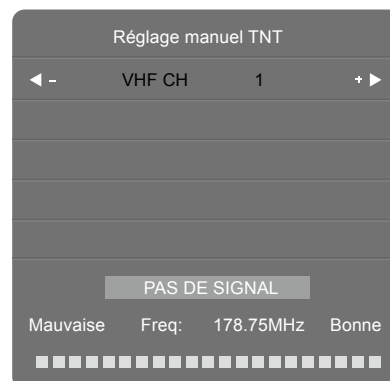 Réglage manuel TNT
◀ - VHF CH 1 + ▶
PAS DE SIGNAL
Mauvaise Freq: 178.75MHz Bonne